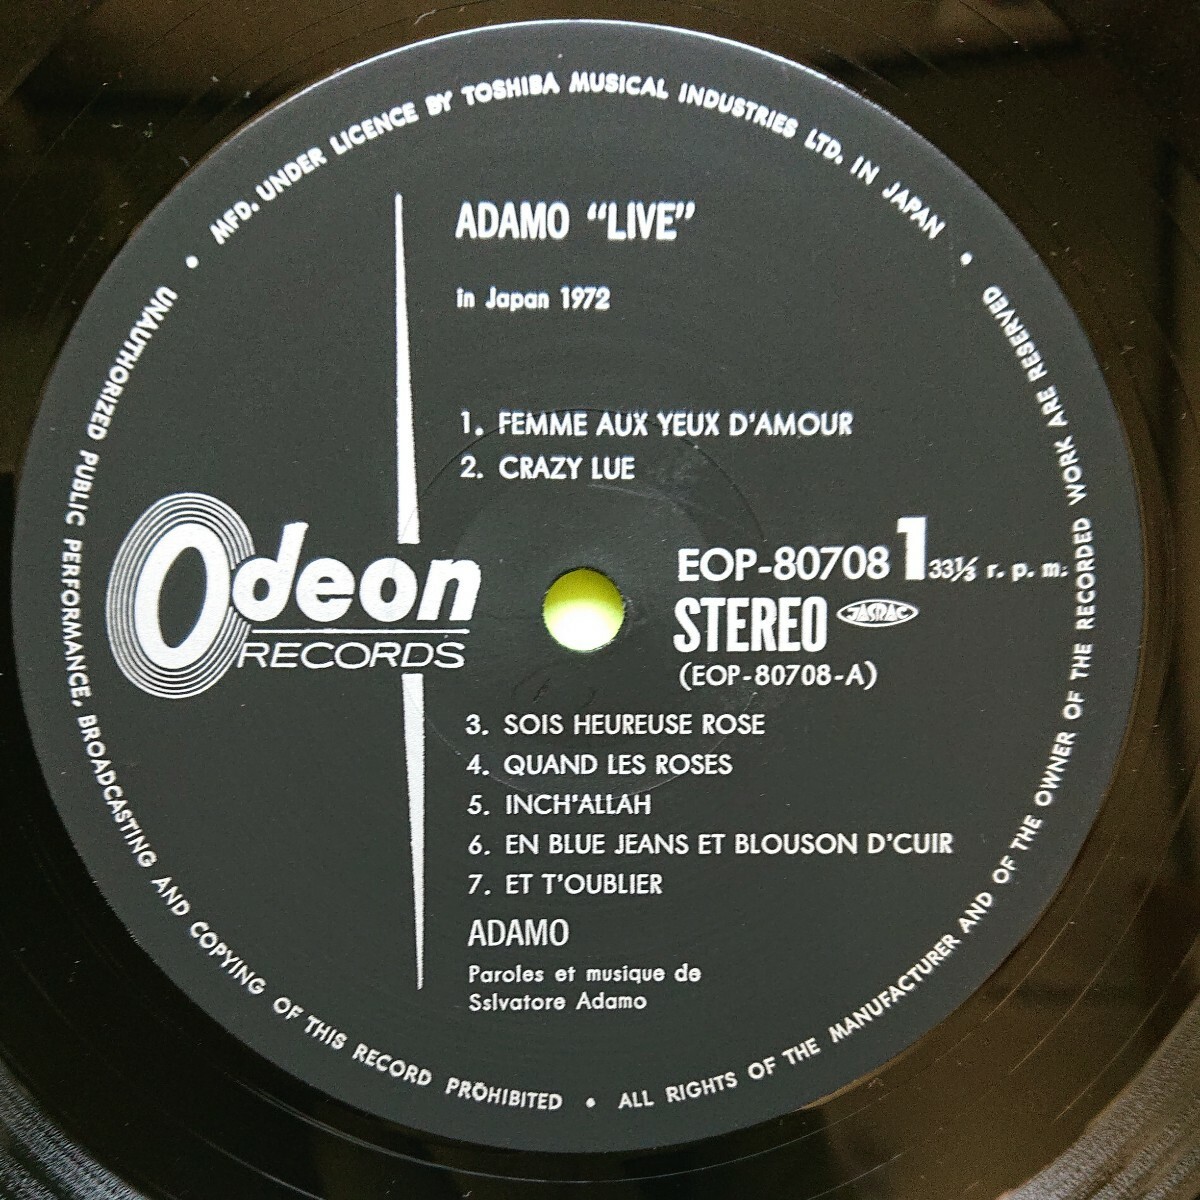 MFD. UNDER LICENCE BY TOSHIBA MUSICAL INDUSTRIES LTD. IN JAPAN •
ADAMO “LIVE”
in Japan 1972
1. FEMME AUX YEUX D'AMOUR
2. CRAZY LUE
Odeon
RECORDS
EOP-80708 1 33⅓ r. p. m.
STEREO JASRAC
(EOP-80708-A)
3. SOIS HEUREUSE ROSE
4. QUAND LES ROSES
5. INCH'ALLAH
6. EN BLUE JEANS ET BLOUSON D'CUIR
7. ET T'OUBLIER
ADAMO
Paroles et musique de
Sslvatore Adamo
ALL RIGHTS OF THE MANUFACTURER AND OF THE OWNER OF THE RECORDED WORK ARE RESERVED
• UNAUTHORIZED PUBLIC PERFORMANCE, BROADCASTING AND COPYING OF THIS RECORD PROHIBITED •